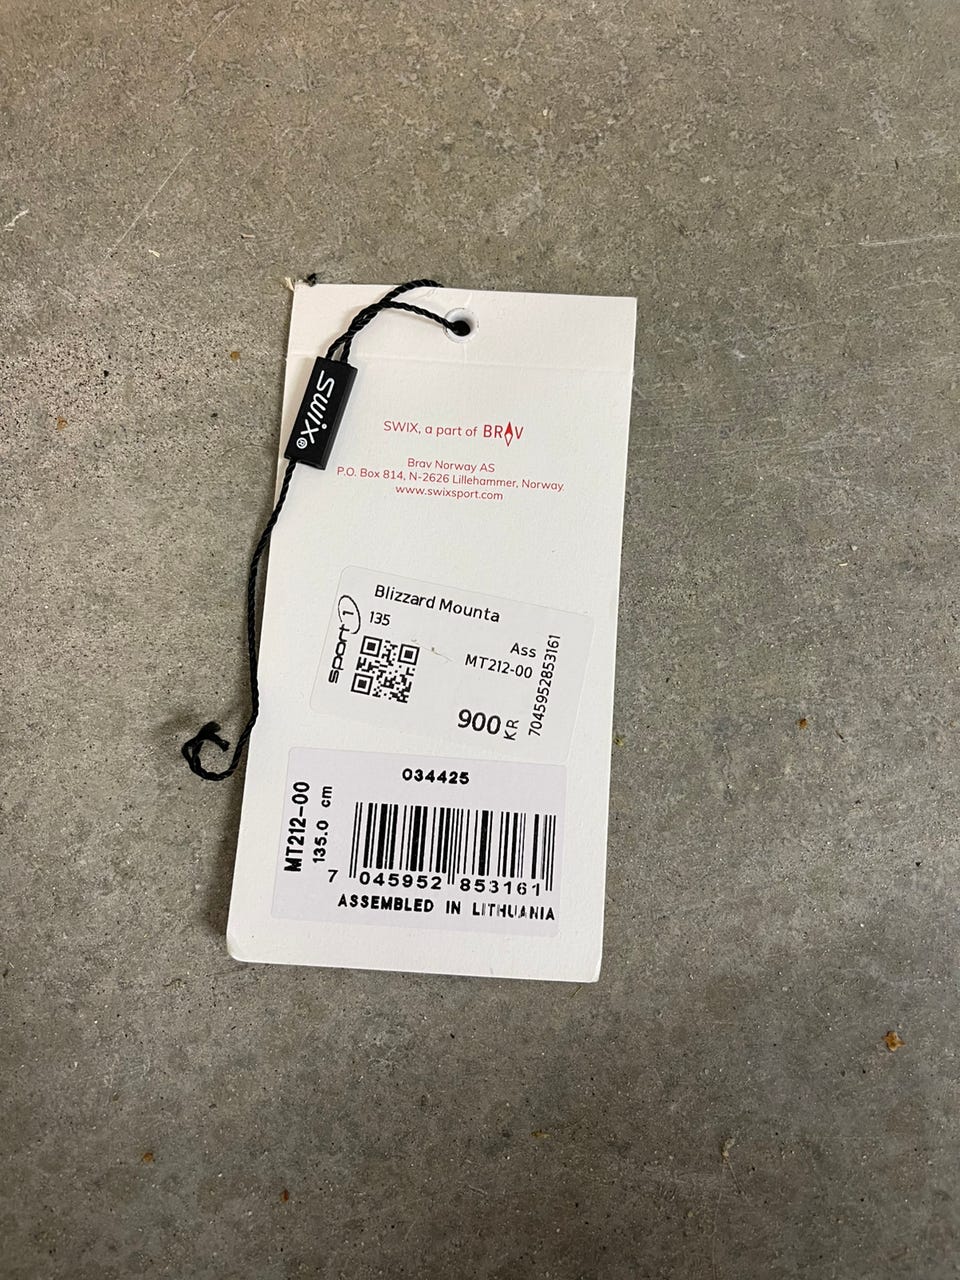 Swix®
SWIX, a part of BRAV
Brav Norway AS
P.O. Box 814, N-2626 Lillehammer, Norway
www.swixsport.com
sport 1
Blizzard Mounta
135
Ass
MT212-00
900 KR
7045952853161
034425
MT212-00
135.0 cm
7 045952 853161
ASSEMBLED IN LITHUANIA